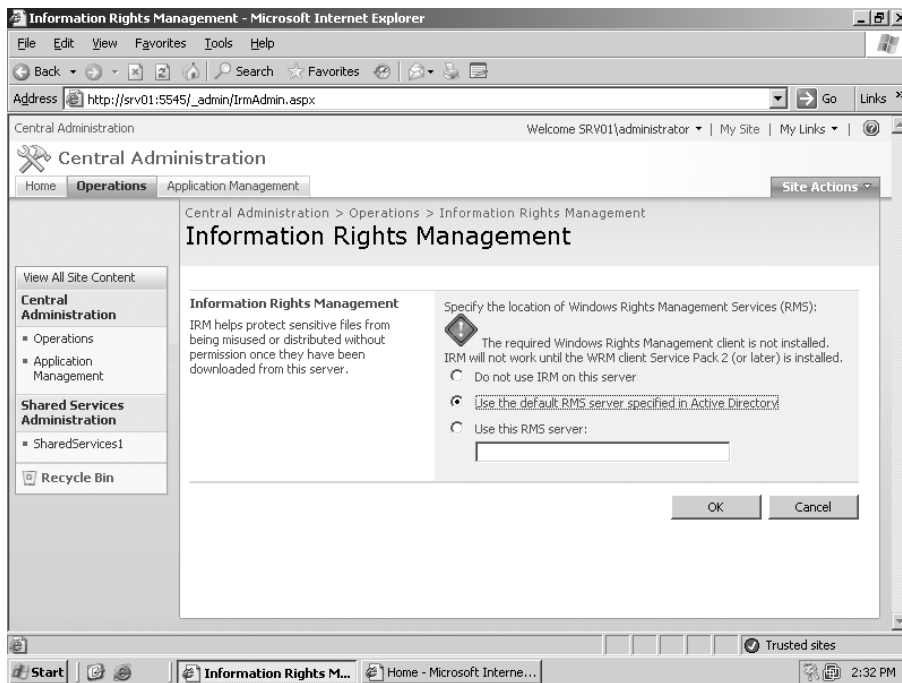 Information Rights Management - Microsoft Internet Explorer
File Edit View Favorites Tools Help
Back Search Favorites
Address http://srv01:5545/_admin/IrmAdmin.aspx Go Links »
Central Administration Welcome SRV01\administrator | My Site | My Links |
Central Administration
Home Operations Application Management Site Actions
Central Administration > Operations > Information Rights Management
Information Rights Management
View All Site Content
Central
Administration
Operations
Application
Management
Shared Services
Administration
SharedServices1
Recycle Bin
Information Rights Management
IRM helps protect sensitive files from
being misused or distributed without
permission once they have been
downloaded from this server.
Specify the location of Windows Rights Management Services (RMS):
The required Windows Rights Management client is not installed.
IRM will not work until the WRM client Service Pack 2 (or later) is installed.
Do not use IRM on this server
Use the default RMS server specified in Active Directory
Use this RMS server:
OK Cancel
Trusted sites
Start Information Rights M... Home - Microsoft Interne... 2:32 PM